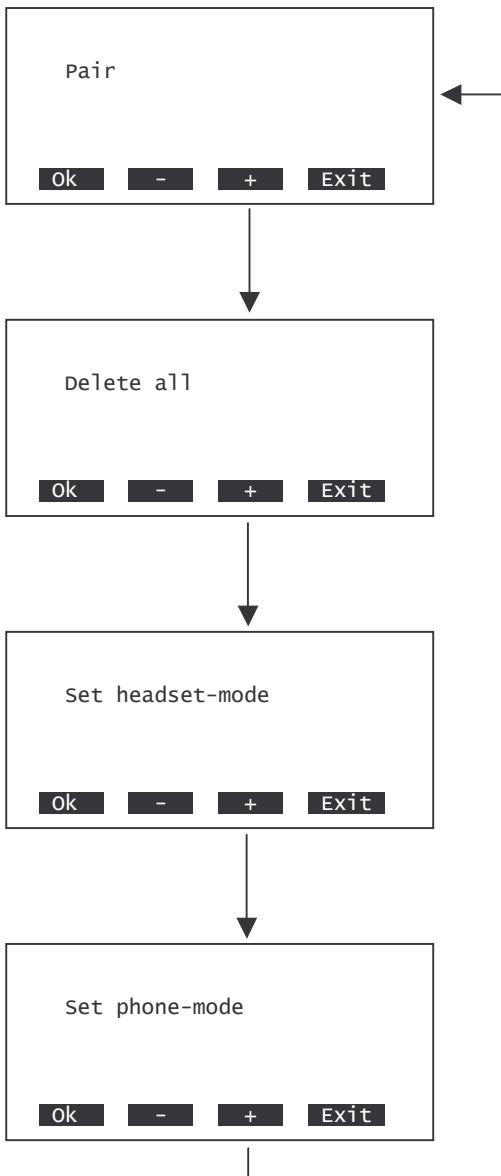 Pair
Ok - + Exit
Delete all
Ok - + Exit
Set headset-mode
Ok - + Exit
Set phone-mode
Ok - + Exit